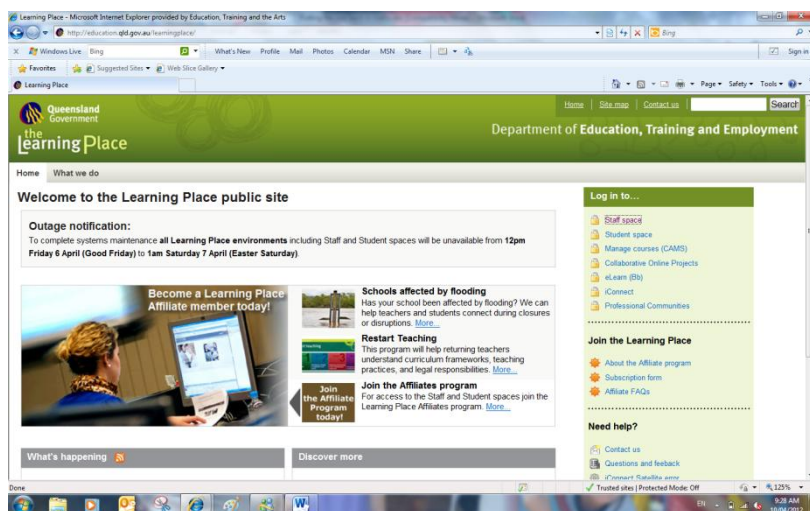 Learning Place - Microsoft Internet Explorer provided by Education, Training and the Arts
http://education.qld.gov.au/learningplace/
Bing
X Windows Live Bing What's New Profile Mail Photos Calendar MSN Share Sign in
Favorites Suggested Sites Web Slice Gallery
Learning Place Page Safety Tools
Queensland
Government
the
Learning Place
Home | Site map | Contact us | Search
Department of Education, Training and Employment
Home What we do
Welcome to the Learning Place public site
Outage notification:
To complete systems maintenance all Learning Place environments including Staff and Student spaces will be unavailable from 12pm
Friday 6 April (Good Friday) to 1am Saturday 7 April (Easter Saturday).
Become a Learning Place
Affiliate member today!
Schools affected by flooding
Has your school been affected by flooding? We can
help teachers and students connect during closures
or disruptions. More...
Restart Teaching
This program will help returning teachers
understand curriculum frameworks, teaching
practices, and legal responsibilities. More...
Join
the Affiliate
Program
today!
Join the Affiliates program
For access to the Staff and Student spaces join the
Learning Place Affiliates program. More...
What's happening
Discover more
Log in to...
Staff space
Student space
Manage courses (CAMS)
Collaborative Online Projects
eLearn (Bb)
iConnect
Professional Communities
Join the Learning Place
About the Affiliate program
Subscription form
Affiliate FAQs
Need help?
Contact us
Questions and feeback
iConnect Satellite error
Done Trusted sites | Protected Mode: Off 125%
EN 9:28 AM
10/04/2012